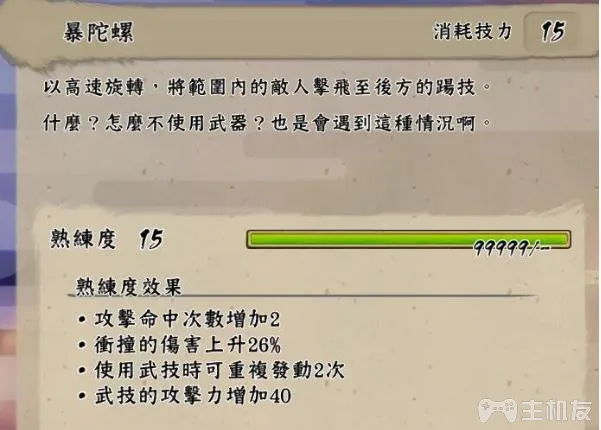 暴陀螺 消耗技力 15
以高速旋轉，將範圍內的敵人擊飛至後方的踢技。
什麼？怎麼不使用武器？也是會遇到這種情況啊。
熟練度 15
99999/-
熟練度效果
・攻擊命中次數增加2
・衝撞的傷害上升26%
・使用武技時可重複發動2次
・武技的攻擊力增加40
主机友